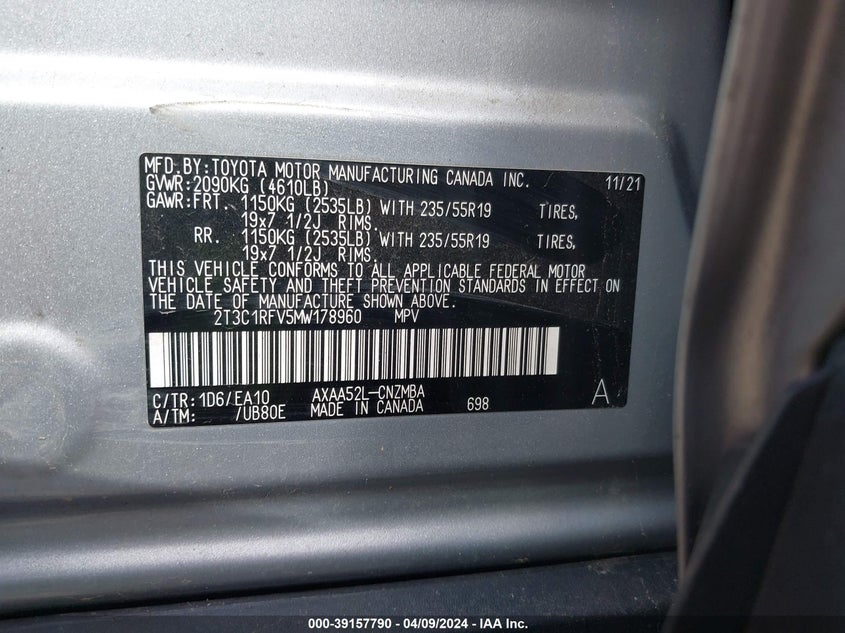 MFD.BY:TOYOTA MOTOR MANUFACTURING CANADA INC. 11/21
GVWR:2090KG (4610LB)
GAWR:FRT. 1150KG (2535LB) WITH 235/55R19 TIRES,
19x7 1/2J RIMS.
RR. 1150KG (2535LB) WITH 235/55R19 TIRES,
19x7 1/2J RIMS.
THIS VEHICLE CONFORMS TO ALL APPLICABLE FEDERAL MOTOR
VEHICLE SAFETY AND THEFT PREVENTION STANDARDS IN EFFECT ON
THE DATE OF MANUFACTURE SHOWN ABOVE.
2T3C1RFV5MW178960 MPV
C/TR:1D6/EA10 AXAA52L-CNZMBA
A/TM: /UB80E MADE IN CANADA 698 A
000-39157790 - 04/09/2024 - IAA Inc.